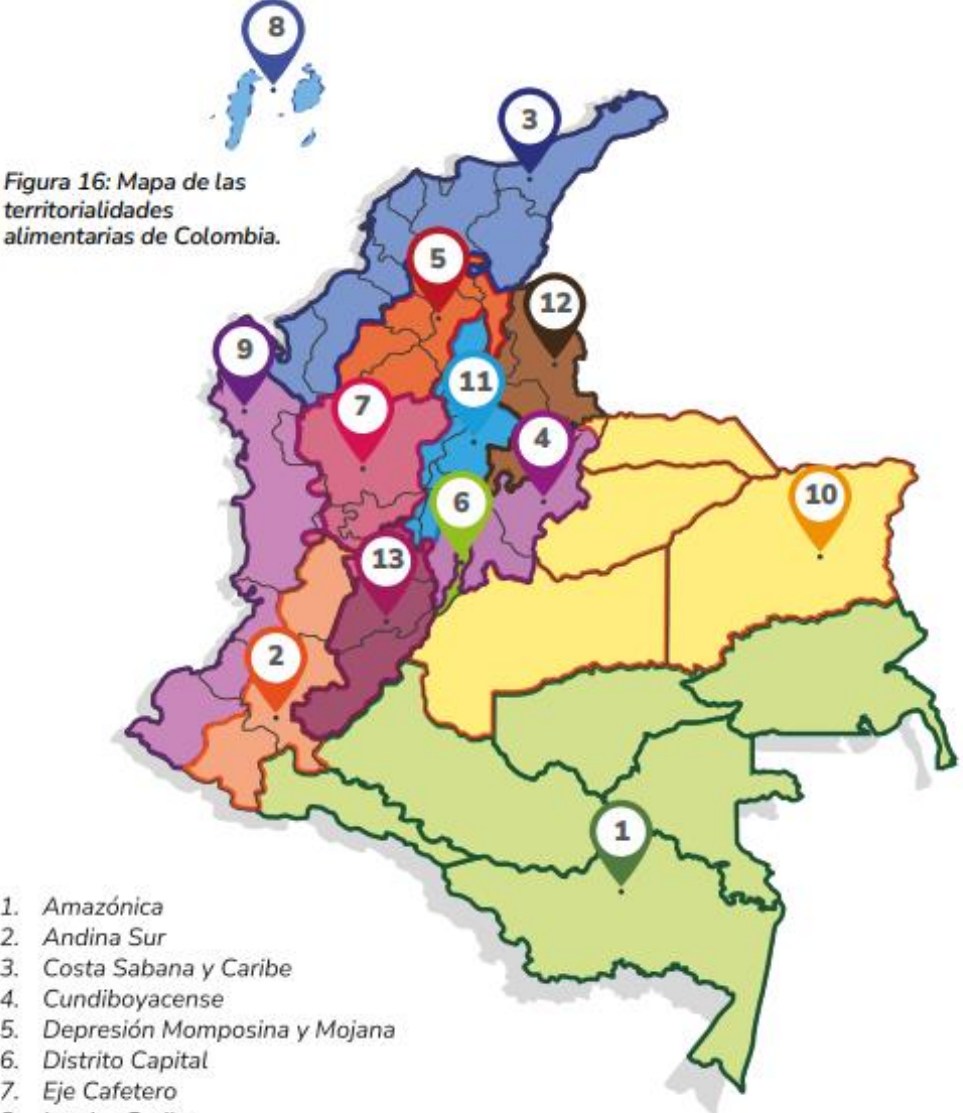 8
3
Figura 16: Mapa de las
territorialidades
alimentarias de Colombia.
5
12
9
11
7
4
10
6
13
2
1
1. Amazónica
2. Andina Sur
3. Costa Sabana y Caribe
4. Cundiboyacense
5. Depresión Momposina y Mojana
6. Distrito Capital
7. Eje Cafetero